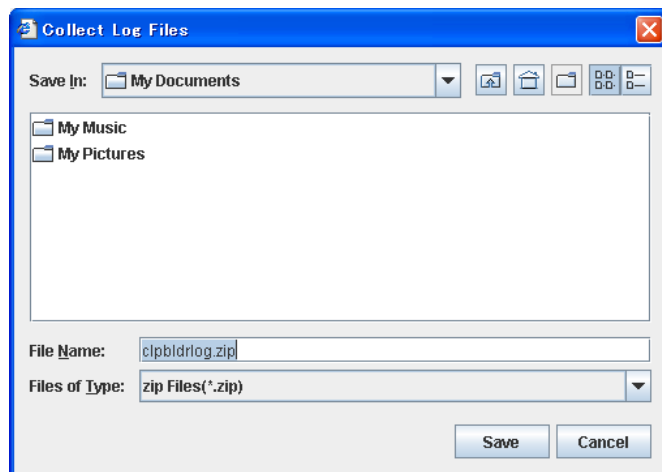 Collect Log Files
Save In: My Documents
My Music
My Pictures
File Name: clpbldrlog.zip
Files of Type: zip Files(*.zip)
Save Cancel